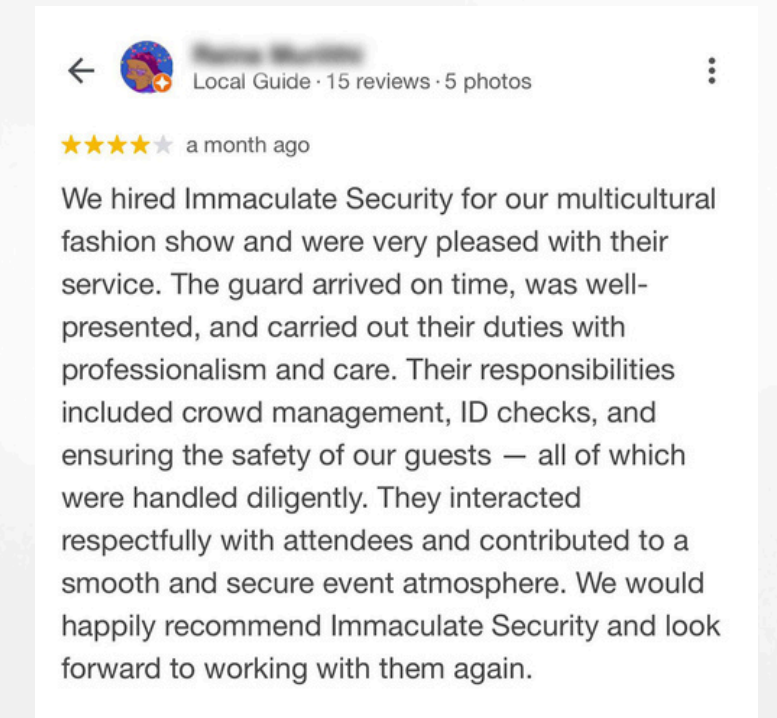 Local Guide · 15 reviews · 5 photos
a month ago
We hired Immaculate Security for our multicultural
fashion show and were very pleased with their
service. The guard arrived on time, was well-
presented, and carried out their duties with
professionalism and care. Their responsibilities
included crowd management, ID checks, and
ensuring the safety of our guests — all of which
were handled diligently. They interacted
respectfully with attendees and contributed to a
smooth and secure event atmosphere. We would
happily recommend Immaculate Security and look
forward to working with them again.